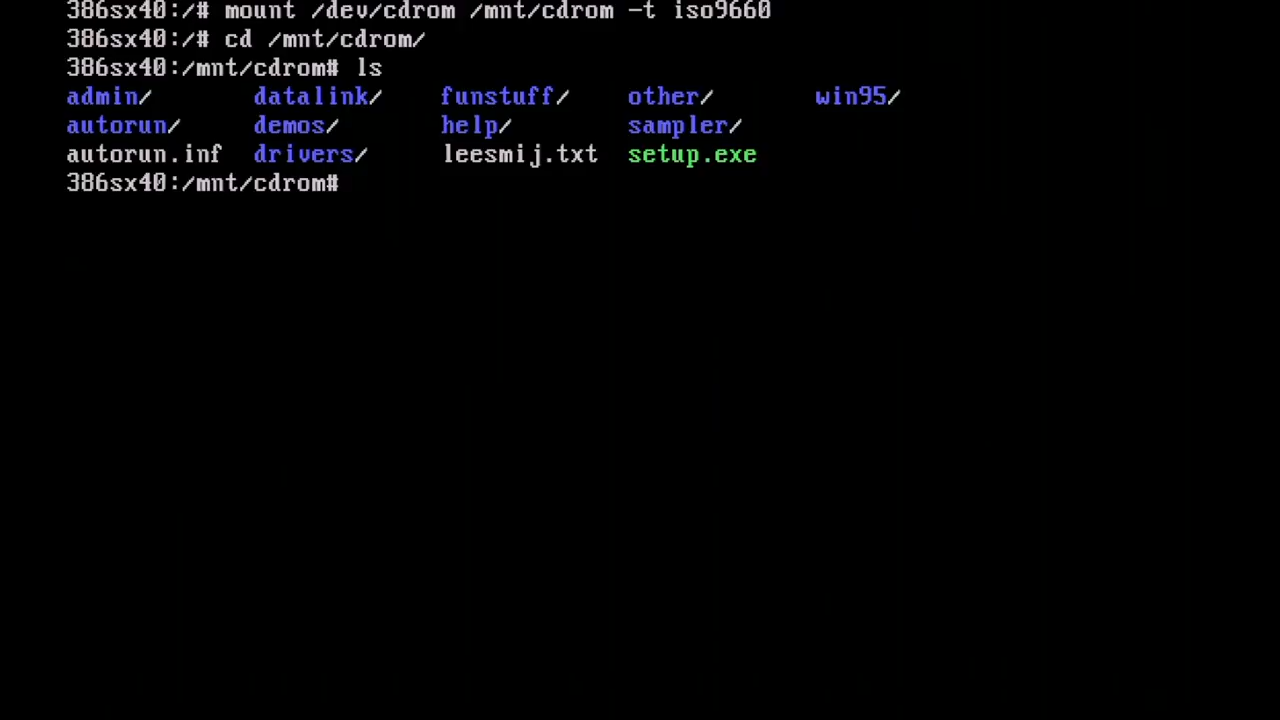 386sx40:/# mount /dev/cdrom /mnt/cdrom -t iso9660
386sx40:/# cd /mnt/cdrom/
386sx40:/mnt/cdrom# ls
admin/ datalink/ funstuff/ other/ win95/
autorun/ demos/ help/ sampler/
autorun.inf drivers/ leesmij.txt setup.exe
386sx40:/mnt/cdrom#